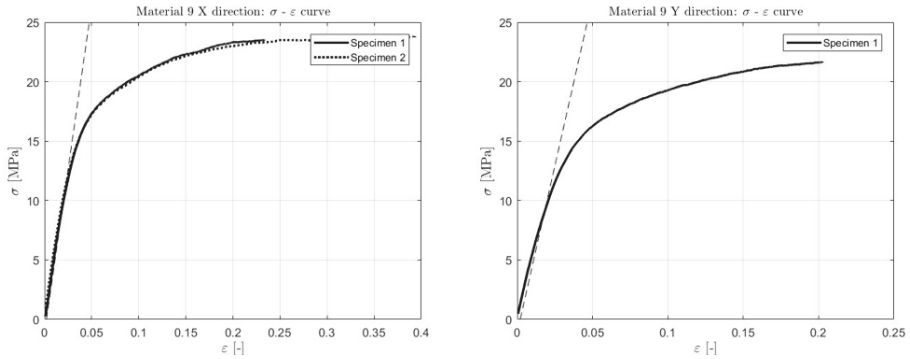 Material 9 X direction: σ - ε curve
25
20
15
10
5
0
σ [MPa]
Specimen 1
Specimen 2
0 0.05 0.1 0.15 0.2 0.25 0.3 0.35 0.4
ε [-]
Material 9 Y direction: σ - ε curve
25
20
15
10
5
0
σ [MPa]
Specimen 1
0 0.05 0.1 0.15 0.2 0.25
ε [-]